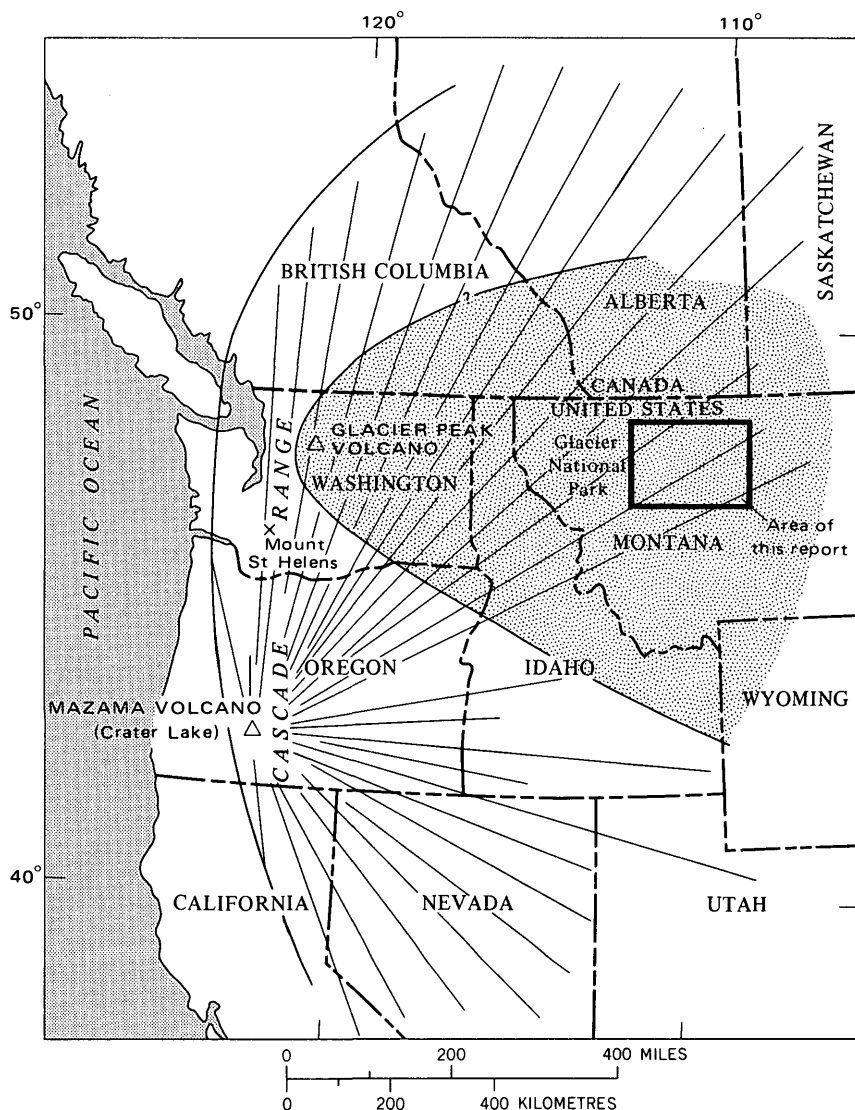 120°
110°
SASKATCHEWAN
BRITISH COLUMBIA
?
ALBERTA
50°
CANADA
UNITED STATES
GLACIER PEAK
VOLCANO
Glacier
National
Park
PACIFIC OCEAN
CASCADE RANGE
WASHINGTON
Area of
this report
Mount
St Helens
MONTANA
OREGON
IDAHO
WYOMING
MAZAMA VOLCANO
(Crater Lake)
40°
CALIFORNIA
NEVADA
UTAH
0 200 400 MILES
0 200 400 KILOMETRES